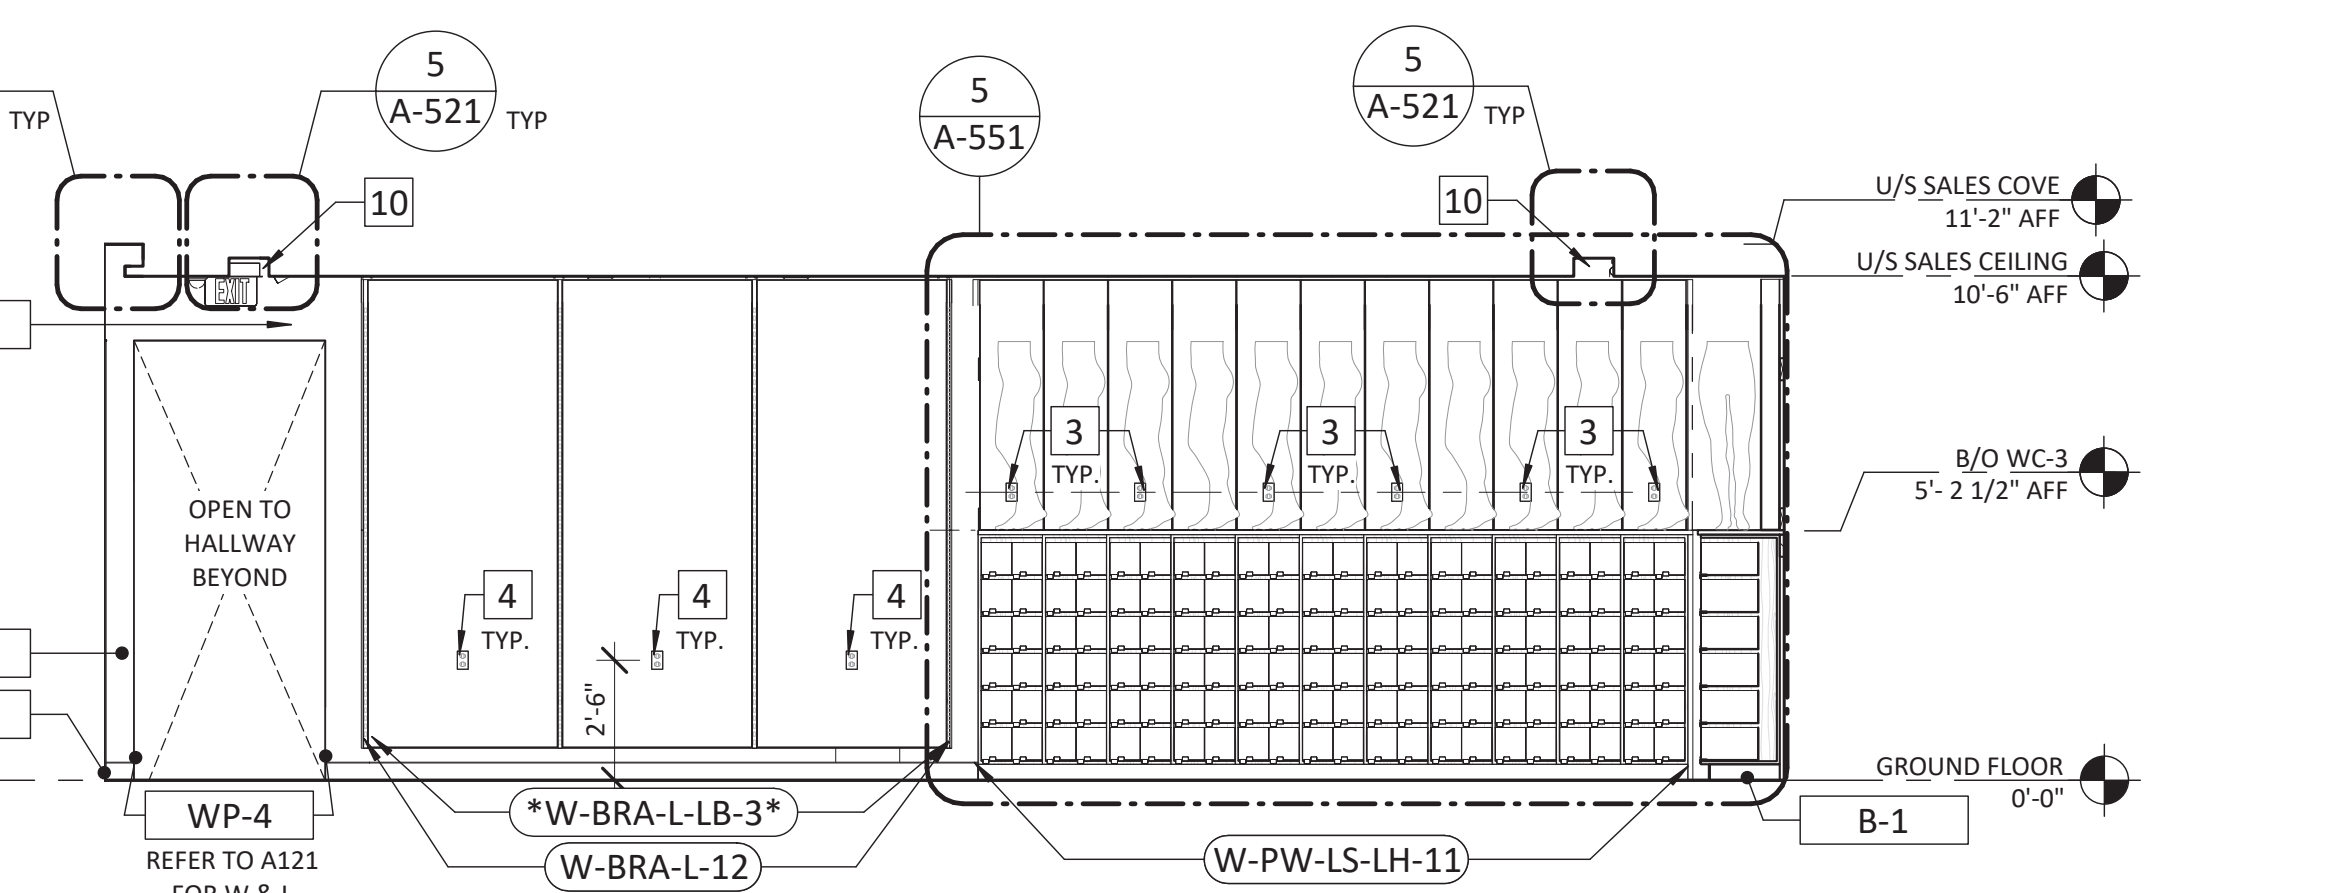 5
A-521
TYP
TYP
5
A-551
5
A-521
TYP
10
10
U/S SALES COVE
11'-2" AFF
U/S SALES CEILING
10'-6" AFF
EXIT
3
TYP.
3
TYP.
3
TYP.
B/O WC-3
5'- 2 1/2" AFF
OPEN TO
HALLWAY
BEYOND
4
TYP.
4
TYP.
4
TYP.
2'-6"
GROUND FLOOR
0'-0"
WP-4
*W-BRA-L-LB-3*
B-1
REFER TO A121
W-BRA-L-12
W-PW-LS-LH-11